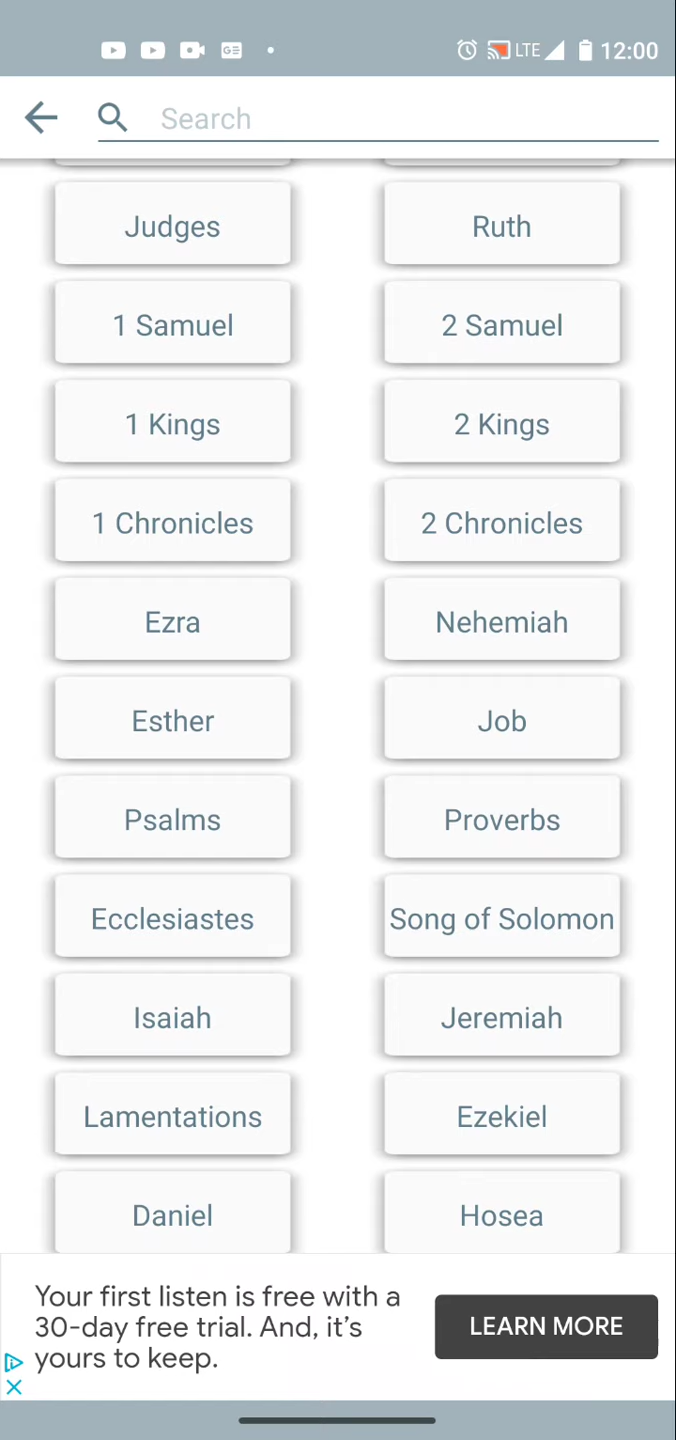 LTE 12:00
Search
Judges Ruth
1 Samuel 2 Samuel
1 Kings 2 Kings
1 Chronicles 2 Chronicles
Ezra Nehemiah
Esther Job
Psalms Proverbs
Ecclesiastes Song of Solomon
Isaiah Jeremiah
Lamentations Ezekiel
Daniel Hosea
Your first listen is free with a
30-day free trial. And, it's
yours to keep.
LEARN MORE